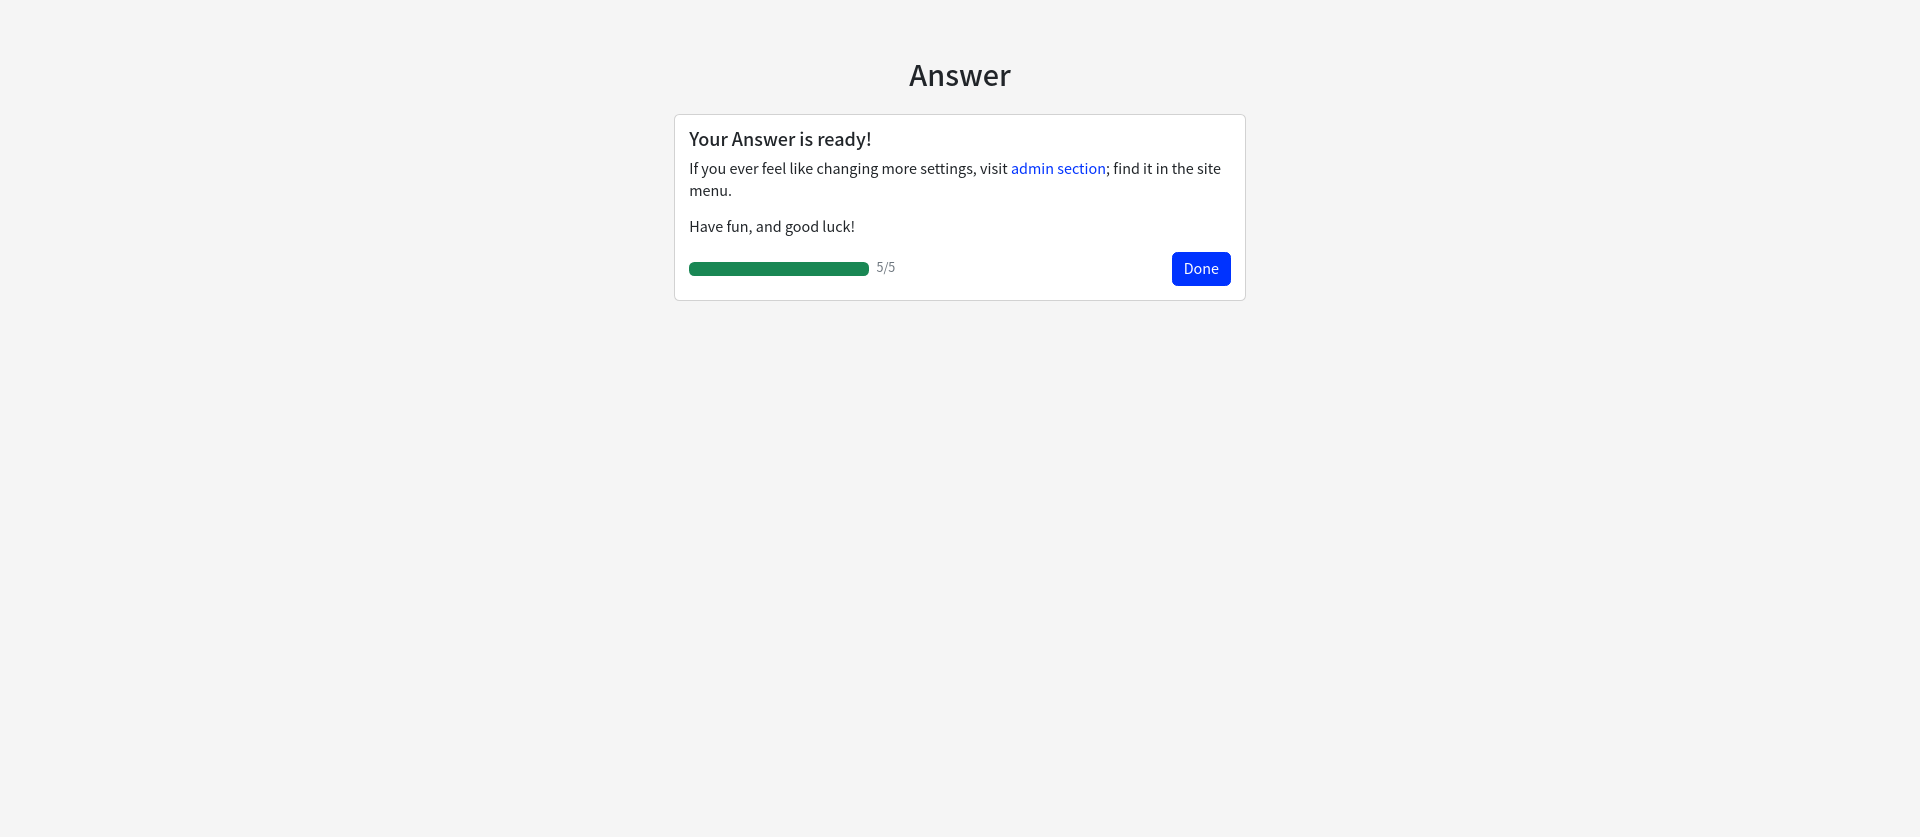 Answer
Your Answer is ready!
If you ever feel like changing more settings, visit admin section; find it in the site
menu.
Have fun, and good luck!
5/5
Done